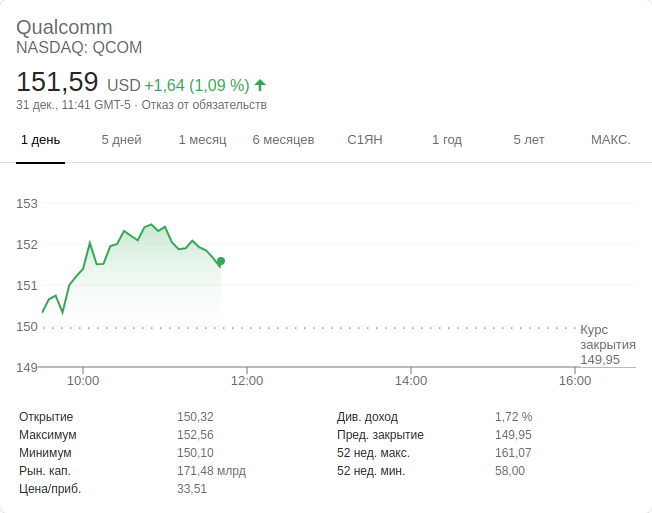 Qualcomm
NASDAQ: QCOM
151,59 USD +1,64 (1,09 %)
31 дек., 11:41 GMT-5 · Отказ от обязательств
1 день 5 дней 1 месяц 6 месяцев С1ЯН 1 год 5 лет МАКС.
153
152
151
150
149
Курс
закрытия
149,95
10:00 12:00 14:00 16:00
Открытие 150,32 Див. доход 1,72 %
Максимум 152,56 Пред. закрытие 149,95
Минимум 150,10 52 нед. макс. 161,07
Рын. кап. 171,48 млрд 52 нед. мин. 58,00
Цена/приб. 33,51